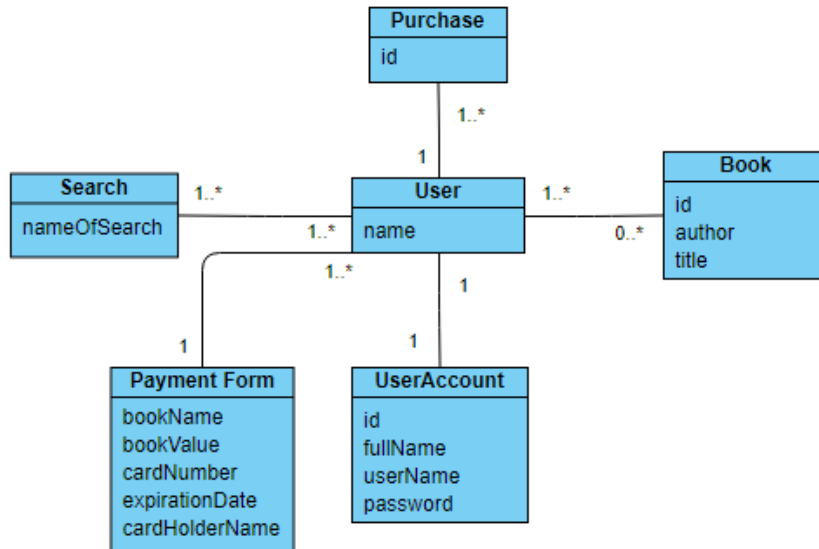 Purchase
id
1..*
1
Search
nameOfSearch
1..*
1..*
User
name
1..*
0..*
Book
id
author
title
1..*
1
1
1
Payment Form
bookName
bookValue
cardNumber
expirationDate
cardHolderName
UserAccount
id
fullName
userName
password